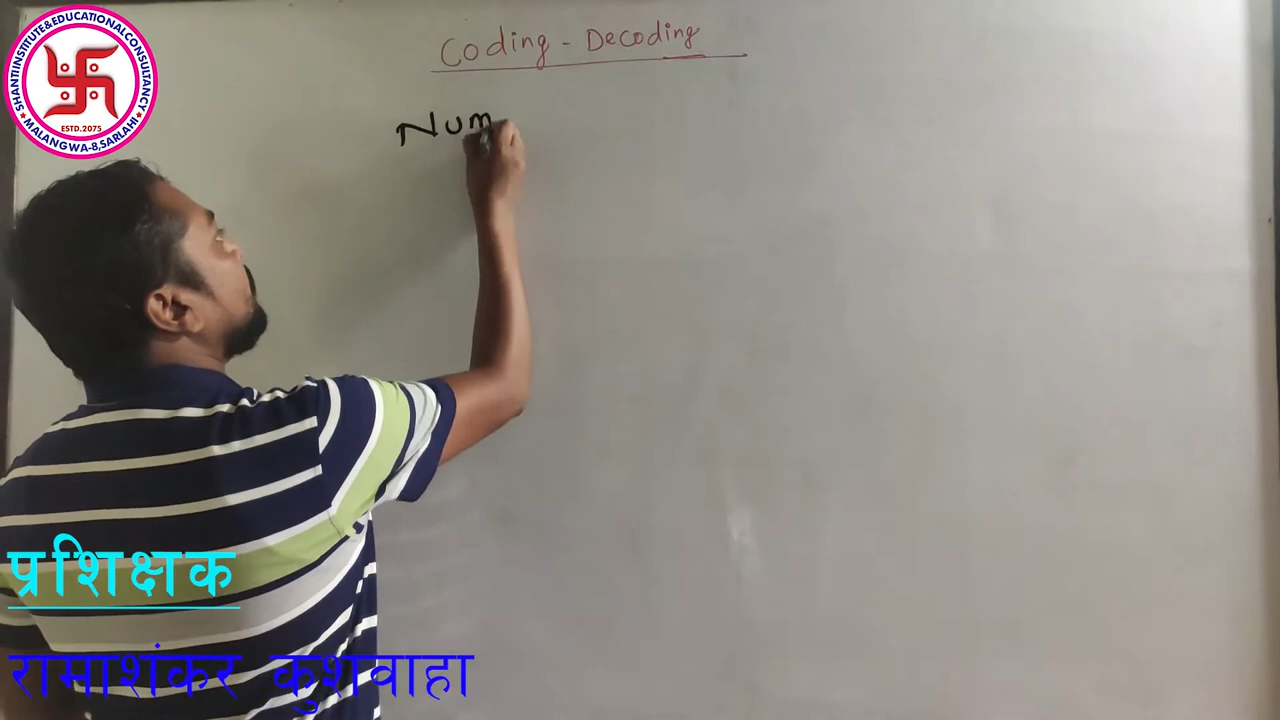 SHANTI INSTITUTE & EDUCATIONAL CONSULTANCY
ESTD. 2075
★ MALANGWA-8, SARLAHI ★
Coding - Decoding
Num
प्रशिक्षक
रामाशंकर कुशवाहा